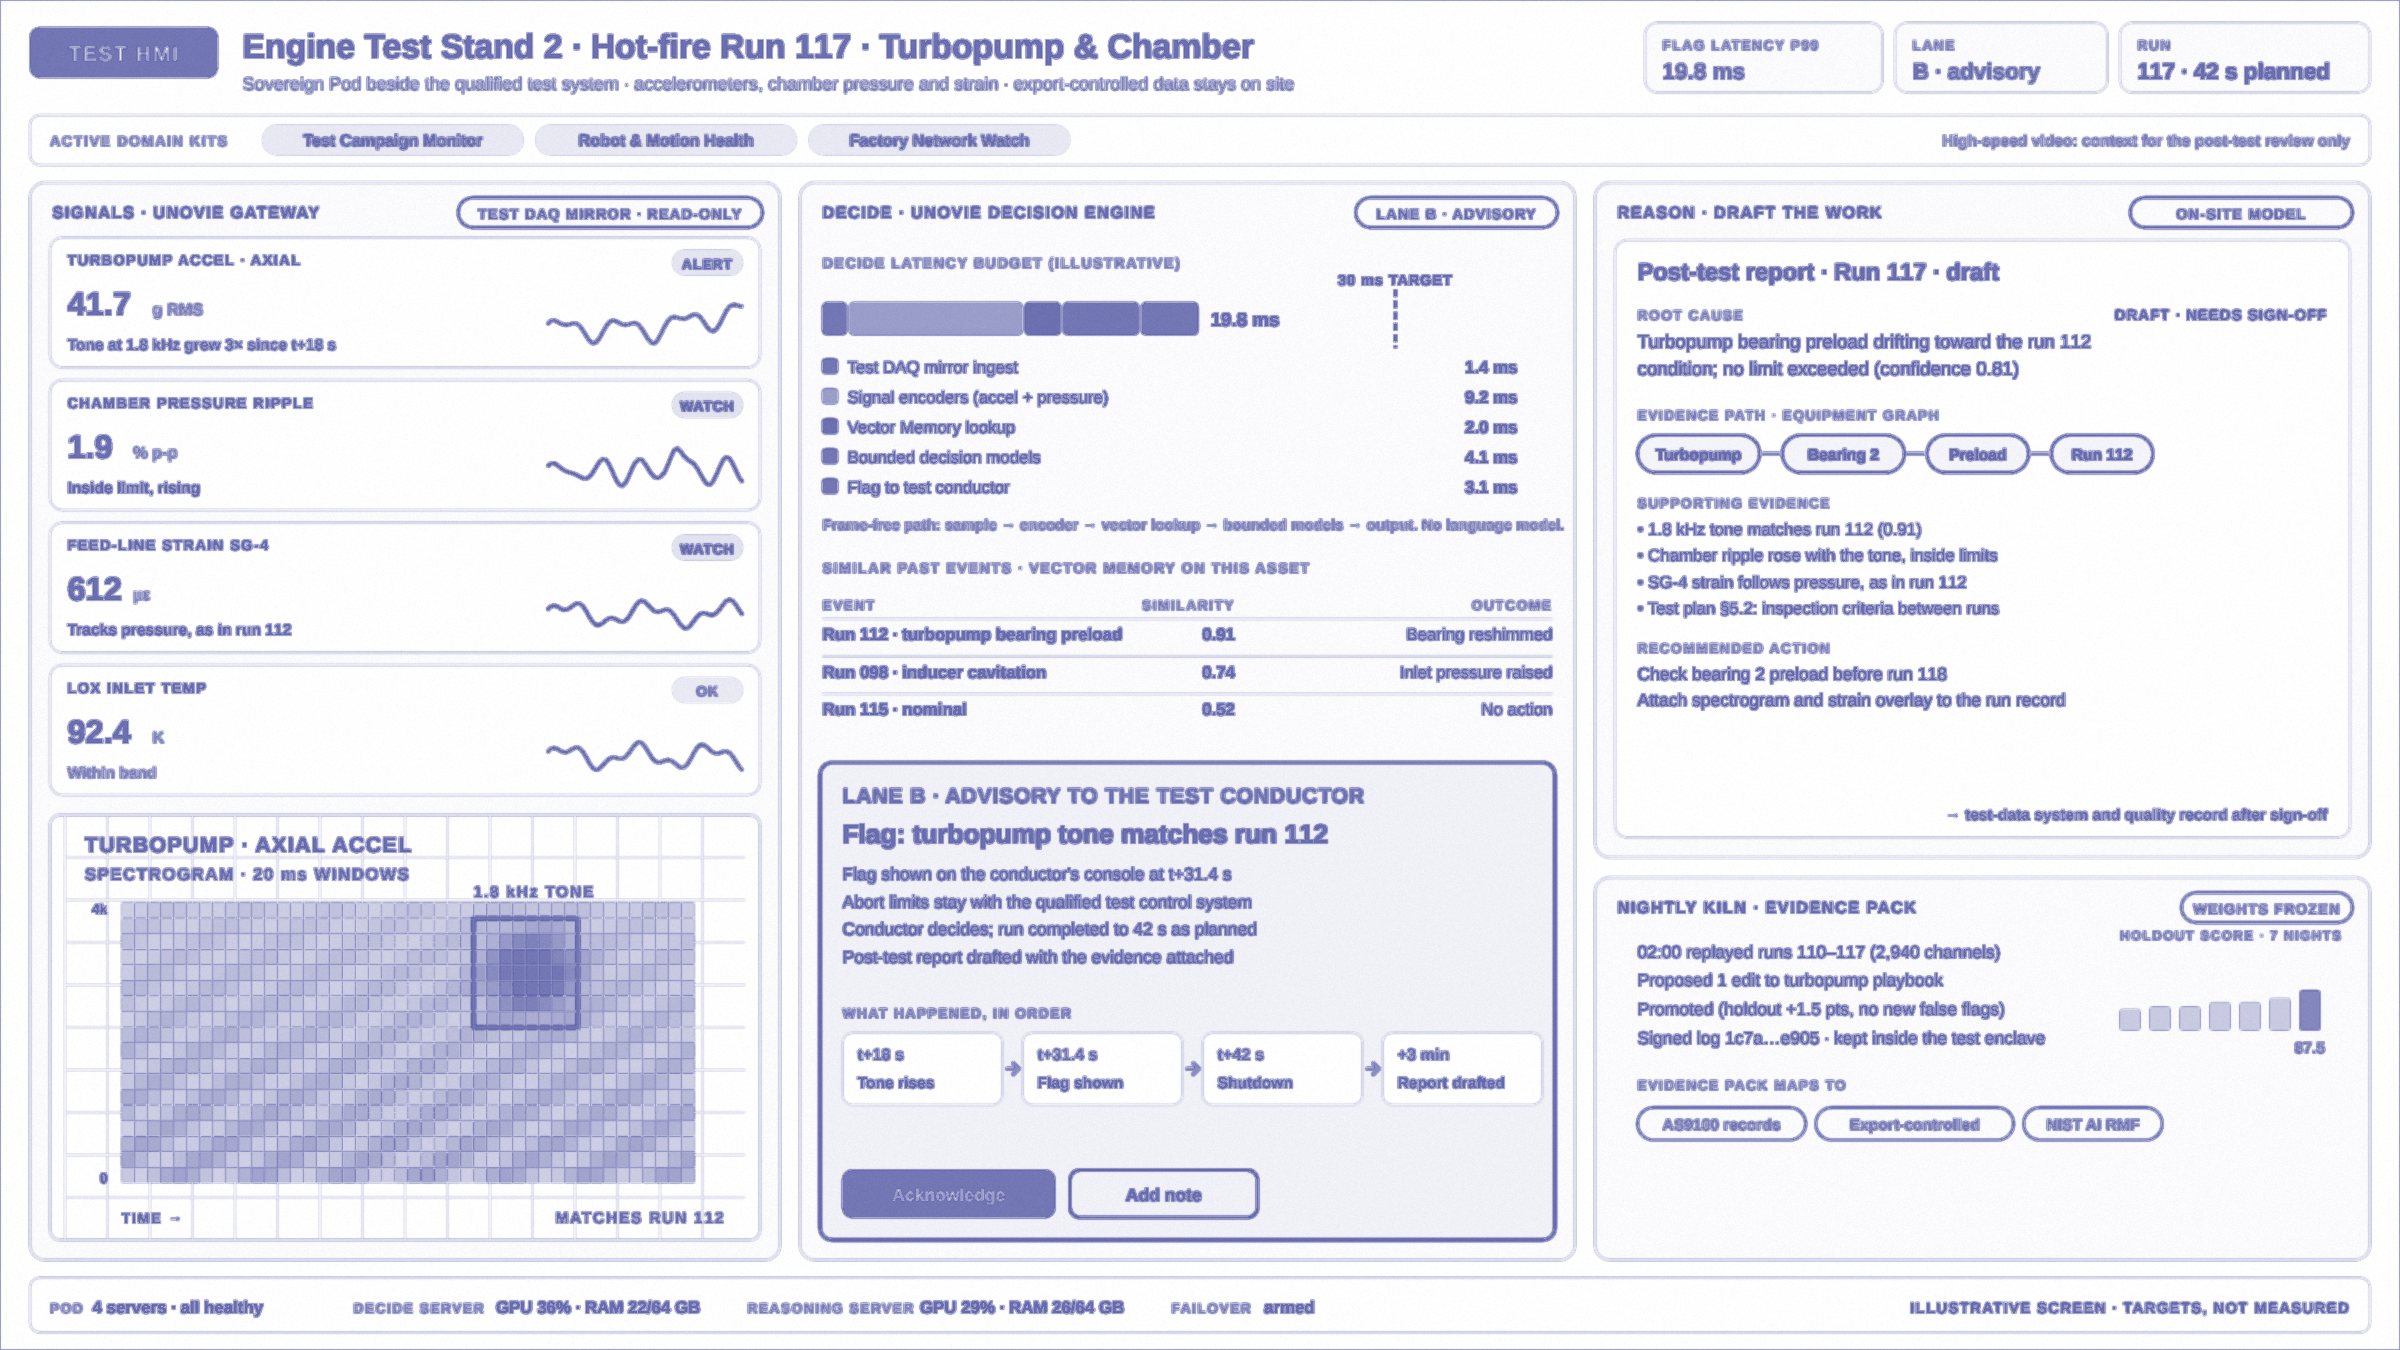 TEST HMI
Engine Test Stand 2 · Hot-fire Run 117 · Turbopump & Chamber
Sovereign Pod beside the qualified test system · accelerometers, chamber pressure and strain · export-controlled data stays on site
FLAG LATENCY P99
19.8 ms
LANE
B · advisory
RUN
117 · 42 s planned
ACTIVE DOMAIN KITS
Test Campaign Monitor
Robot & Motion Health
Factory Network Watch
High-speed video: context for the post-test review only
SIGNALS · UNOVIE GATEWAY
TEST DAQ MIRROR · READ-ONLY
TURBOPUMP ACCEL · AXIAL
ALERT
41.7 g RMS
Tone at 1.8 kHz grew 3× since t+18 s
CHAMBER PRESSURE RIPPLE
WATCH
1.9 % p-p
Inside limit, rising
FEED-LINE STRAIN SG-4
WATCH
612 µε
Tracks pressure, as in run 112
LOX INLET TEMP
OK
92.4 K
Within band
TURBOPUMP · AXIAL ACCEL
SPECTROGRAM · 20 ms WINDOWS
1.8 kHz TONE
4k
0
TIME →
MATCHES RUN 112
DECIDE · UNOVIE DECISION ENGINE
LANE B · ADVISORY
DECIDE LATENCY BUDGET (ILLUSTRATIVE)
30 ms TARGET
19.8 ms
Test DAQ mirror ingest 1.4 ms
Signal encoders (accel + pressure) 9.2 ms
Vector Memory lookup 2.0 ms
Bounded decision models 4.1 ms
Flag to test conductor 3.1 ms
Frame-free path: sample → encoder → vector lookup → bounded models → output. No language model.
SIMILAR PAST EVENTS · VECTOR MEMORY ON THIS ASSET
EVENT SIMILARITY OUTCOME
Run 112 · turbopump bearing preload 0.91 Bearing reshimmed
Run 098 · inducer cavitation 0.74 Inlet pressure raised
Run 115 · nominal 0.52 No action
LANE B · ADVISORY TO THE TEST CONDUCTOR
Flag: turbopump tone matches run 112
Flag shown on the conductor's console at t+31.4 s
Abort limits stay with the qualified test control system
Conductor decides; run completed to 42 s as planned
Post-test report drafted with the evidence attached
WHAT HAPPENED, IN ORDER
t+18 s
Tone rises
t+31.4 s
Flag shown
t+42 s
Shutdown
+3 min
Report drafted
Acknowledge
Add note
REASON · DRAFT THE WORK
ON-SITE MODEL
Post-test report · Run 117 · draft
ROOT CAUSE
DRAFT · NEEDS SIGN-OFF
Turbopump bearing preload drifting toward the run 112
condition; no limit exceeded (confidence 0.81)
EVIDENCE PATH · EQUIPMENT GRAPH
Turbopump
Bearing 2
Preload
Run 112
SUPPORTING EVIDENCE
• 1.8 kHz tone matches run 112 (0.91)
• Chamber ripple rose with the tone, inside limits
• SG-4 strain follows pressure, as in run 112
• Test plan §5.2: inspection criteria between runs
RECOMMENDED ACTION
Check bearing 2 preload before run 118
Attach spectrogram and strain overlay to the run record
→ test-data system and quality record after sign-off
NIGHTLY KILN · EVIDENCE PACK
WEIGHTS FROZEN
HOLDOUT SCORE · 7 NIGHTS
02:00 replayed runs 110–117 (2,940 channels)
Proposed 1 edit to turbopump playbook
Promoted (holdout +1.5 pts, no new false flags)
Signed log 1c7a…e905 · kept inside the test enclave
87.5
EVIDENCE PACK MAPS TO
AS9100 records
Export-controlled
NIST AI RMF
POD 4 servers · all healthy
DECIDE SERVER GPU 36% · RAM 22/64 GB
REASONING SERVER GPU 29% · RAM 26/64 GB
FAILOVER armed
ILLUSTRATIVE SCREEN · TARGETS, NOT MEASURED